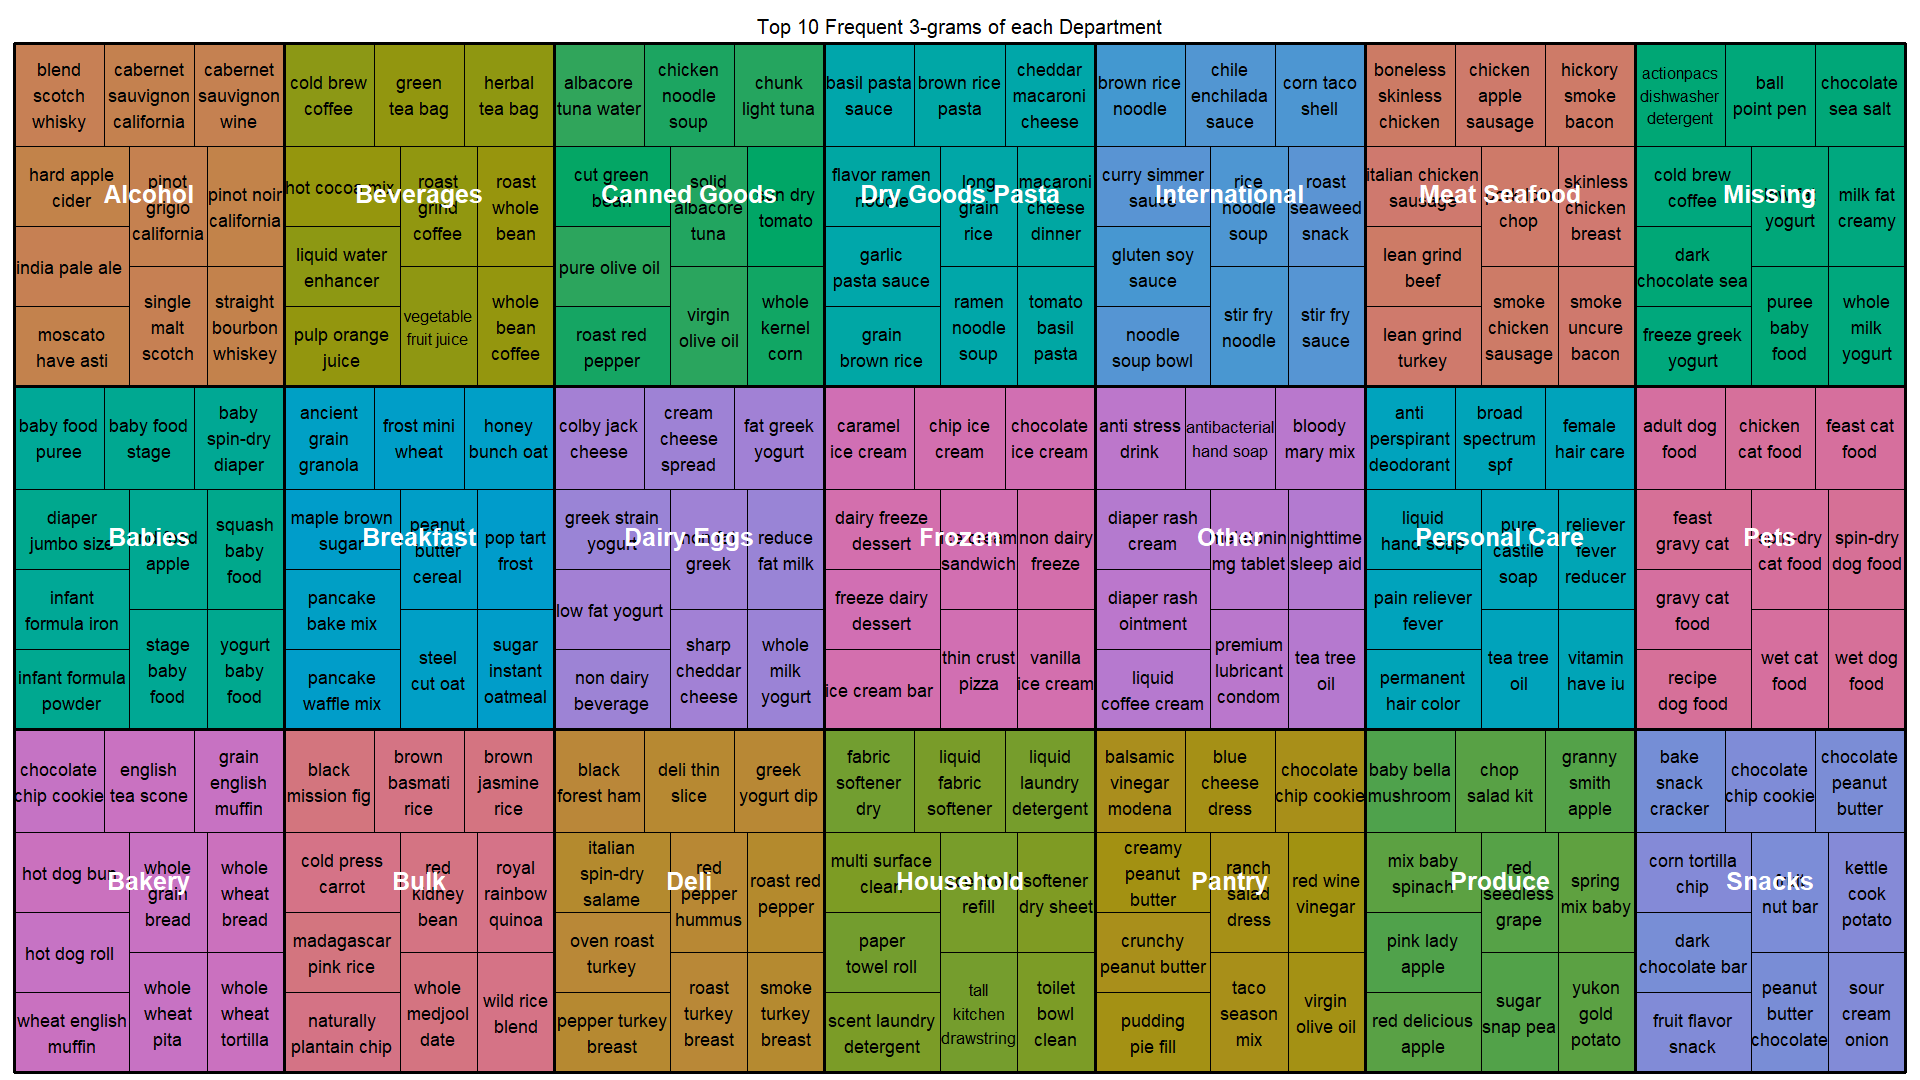 Top 10 Frequent 3-grams of each Department
blend
scotch
whisky
cabernet
sauvignon
california
cabernet
sauvignon
wine
hard apple
cider
india pale ale
moscato
have asti
pinot
grigio
california
pinot noir
california
single
malt
scotch
straight
bourbon
whiskey
Alcohol
cold brew
coffee
green
tea bag
herbal
tea bag
hot cocoa mix
liquid water
enhancer
pulp orange
juice
roast
grind
coffee
roast
whole
bean
vegetable
fruit juice
whole
bean
coffee
Beverages
albacore
tuna water
chicken
noodle
soup
chunk
light tuna
cut green
bean
pure olive oil
roast red
pepper
solid
albacore
tuna
sun dry
tomato
virgin
olive oil
whole
kernel
corn
Canned Goods
basil pasta
sauce
brown rice
pasta
cheddar
macaroni
cheese
flavor ramen
noodle
garlic
pasta sauce
grain
brown rice
long
grain
rice
macaroni
cheese
dinner
ramen
noodle
soup
tomato
basil
pasta
Dry Goods Pasta
brown rice
noodle
chile
enchilada
sauce
corn taco
shell
curry simmer
sauce
gluten soy
sauce
noodle
soup bowl
rice
noodle
soup
roast
seaweed
snack
stir fry
noodle
stir fry
sauce
International
boneless
skinless
chicken
chicken
apple
sausage
hickory
smoke
bacon
italian chicken
sausage
lean grind
beef
lean grind
turkey
chop
skinless
chicken
breast
smoke
chicken
sausage
smoke
uncure
bacon
Meat Seafood
actionpacs
dishwasher
detergent
ball
point pen
chocolate
sea salt
cold brew
coffee
dark
chocolate sea
freeze greek
yogurt
yogurt
milk fat
creamy
puree
baby
food
whole
milk
yogurt
Missing
baby food
puree
baby food
stage
baby
spin-dry
diaper
diaper
jumbo size
infant
formula iron
infant formula
powder
apple
squash
baby
food
stage
baby
food
yogurt
baby
food
Babies
ancient
grain
granola
frost mini
wheat
honey
bunch oat
maple brown
sugar
pancake
bake mix
pancake
waffle mix
peanut
butter
cereal
pop tart
frost
steel
cut oat
sugar
instant
oatmeal
Breakfast
colby jack
cheese
cream
cheese
spread
fat greek
yogurt
greek strain
yogurt
low fat yogurt
non dairy
beverage
greek
reduce
fat milk
sharp
cheddar
cheese
whole
milk
yogurt
Dairy Eggs
caramel
ice cream
chip ice
cream
chocolate
ice cream
dairy freeze
dessert
freeze dairy
dessert
ice cream bar
ice cream
sandwich
non dairy
freeze
thin crust
pizza
vanilla
ice cream
Frozen
anti stress
drink
antibacterial
hand soap
bloody
mary mix
diaper rash
cream
diaper rash
ointment
liquid
coffee cream
melatonin
mg tablet
nighttime
sleep aid
premium
lubricant
condom
tea tree
oil
Other
anti
perspirant
deodorant
broad
spectrum
spf
female
hair care
liquid
hand soap
pain reliever
fever
permanent
hair color
pure
castile
soap
reliever
fever
reducer
tea tree
oil
vitamin
have iu
Personal Care
adult dog
food
chicken
cat food
feast cat
food
feast
gravy cat
gravy cat
food
recipe
dog food
spin-dry
cat food
spin-dry
dog food
wet cat
food
wet dog
food
Pets
chocolate
chip cookie
english
tea scone
grain
english
muffin
hot dog bun
hot dog roll
wheat english
muffin
whole
grain
bread
whole
wheat
bread
whole
wheat
pita
whole
wheat
tortilla
Bakery
black
mission fig
brown
basmati
rice
brown
jasmine
rice
cold press
carrot
madagascar
pink rice
naturally
plantain chip
red
kidney
bean
royal
rainbow
quinoa
whole
medjool
date
wild rice
blend
Bulk
black
forest ham
deli thin
slice
greek
yogurt dip
italian
spin-dry
salame
oven roast
turkey
pepper turkey
breast
red
pepper
hummus
roast red
pepper
roast
turkey
breast
smoke
turkey
breast
Deli
fabric
softener
dry
liquid
fabric
softener
liquid
laundry
detergent
multi surface
clean
paper
towel roll
scent laundry
detergent
refill
softener
dry sheet
tall
kitchen
drawstring
toilet
bowl
clean
Household
balsamic
vinegar
modena
blue
cheese
dress
chocolate
chip cookie
creamy
peanut
butter
crunchy
peanut butter
pudding
pie fill
ranch
salad
dress
red wine
vinegar
taco
season
mix
virgin
olive oil
Pantry
baby bella
mushroom
chop
salad kit
granny
smith
apple
mix baby
spinach
pink lady
apple
red delicious
apple
red
seedless
grape
spring
mix baby
sugar
snap pea
yukon
gold
potato
Produce
bake
snack
cracker
chocolate
chip cookie
chocolate
peanut
butter
corn tortilla
chip
dark
chocolate bar
fruit flavor
snack
nut bar
kettle
cook
potato
peanut
butter
chocolate
sour
cream
onion
Snacks